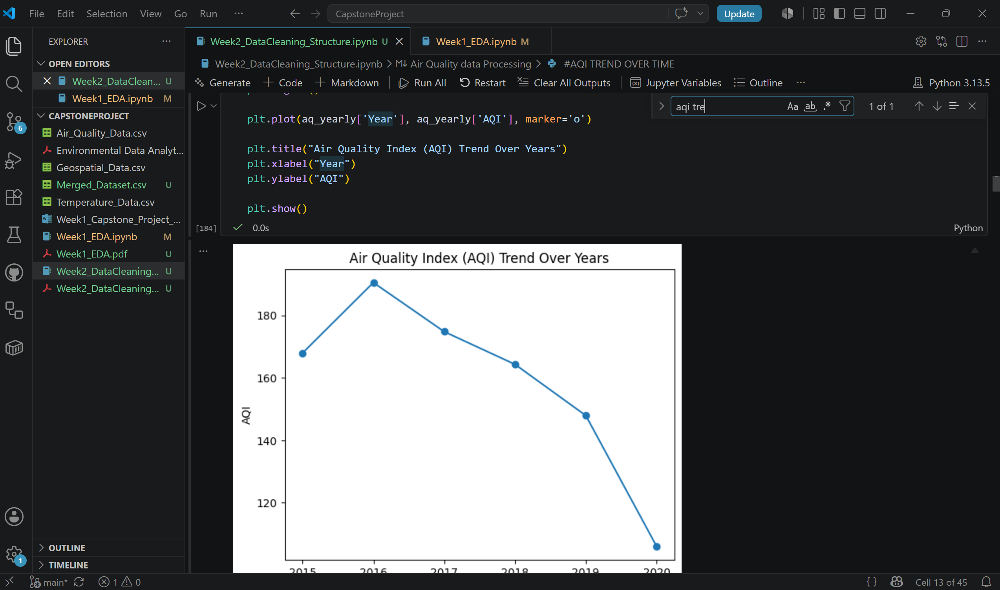 File Edit Selection View Go Run ... CapstoneProject Update
EXPLORER ...
OPEN EDITORS
Week2_DataClean... U
Week1_EDA.ipynb M
CAPSTONEPROJECT
Air_Quality_Data.csv
Environmental Data Analyt...
Geospatial_Data.csv
Merged_Dataset.csv U
Temperature_Data.csv
Week1_Capstone_Project_...
Week1_EDA.ipynb M
Week1_EDA.pdf U
Week2_DataCleaning... U
Week2_DataCleaning... U
OUTLINE
TIMELINE
6
1
Week2_DataCleaning_Structure.ipynb U Week1_EDA.ipynb M
Week2_DataCleaning_Structure.ipynb > M↓ Air Quality data Processing > #AQI TREND OVER TIME
Generate + Code + Markdown Run All Restart Clear All Outputs Jupyter Variables Outline ... Python 3.13.5
aqi tre Aa ab .* 1 of 1
plt.plot(aq_yearly['Year'], aq_yearly['AQI'], marker='o')
plt.title("Air Quality Index (AQI) Trend Over Years")
plt.xlabel("Year")
plt.ylabel("AQI")
plt.show()
[184] 0.0s Python
Air Quality Index (AQI) Trend Over Years
180
160
140
120
AQI
2015 2016 2017 2018 2019 2020
main* 1 0 { } Cell 13 of 45